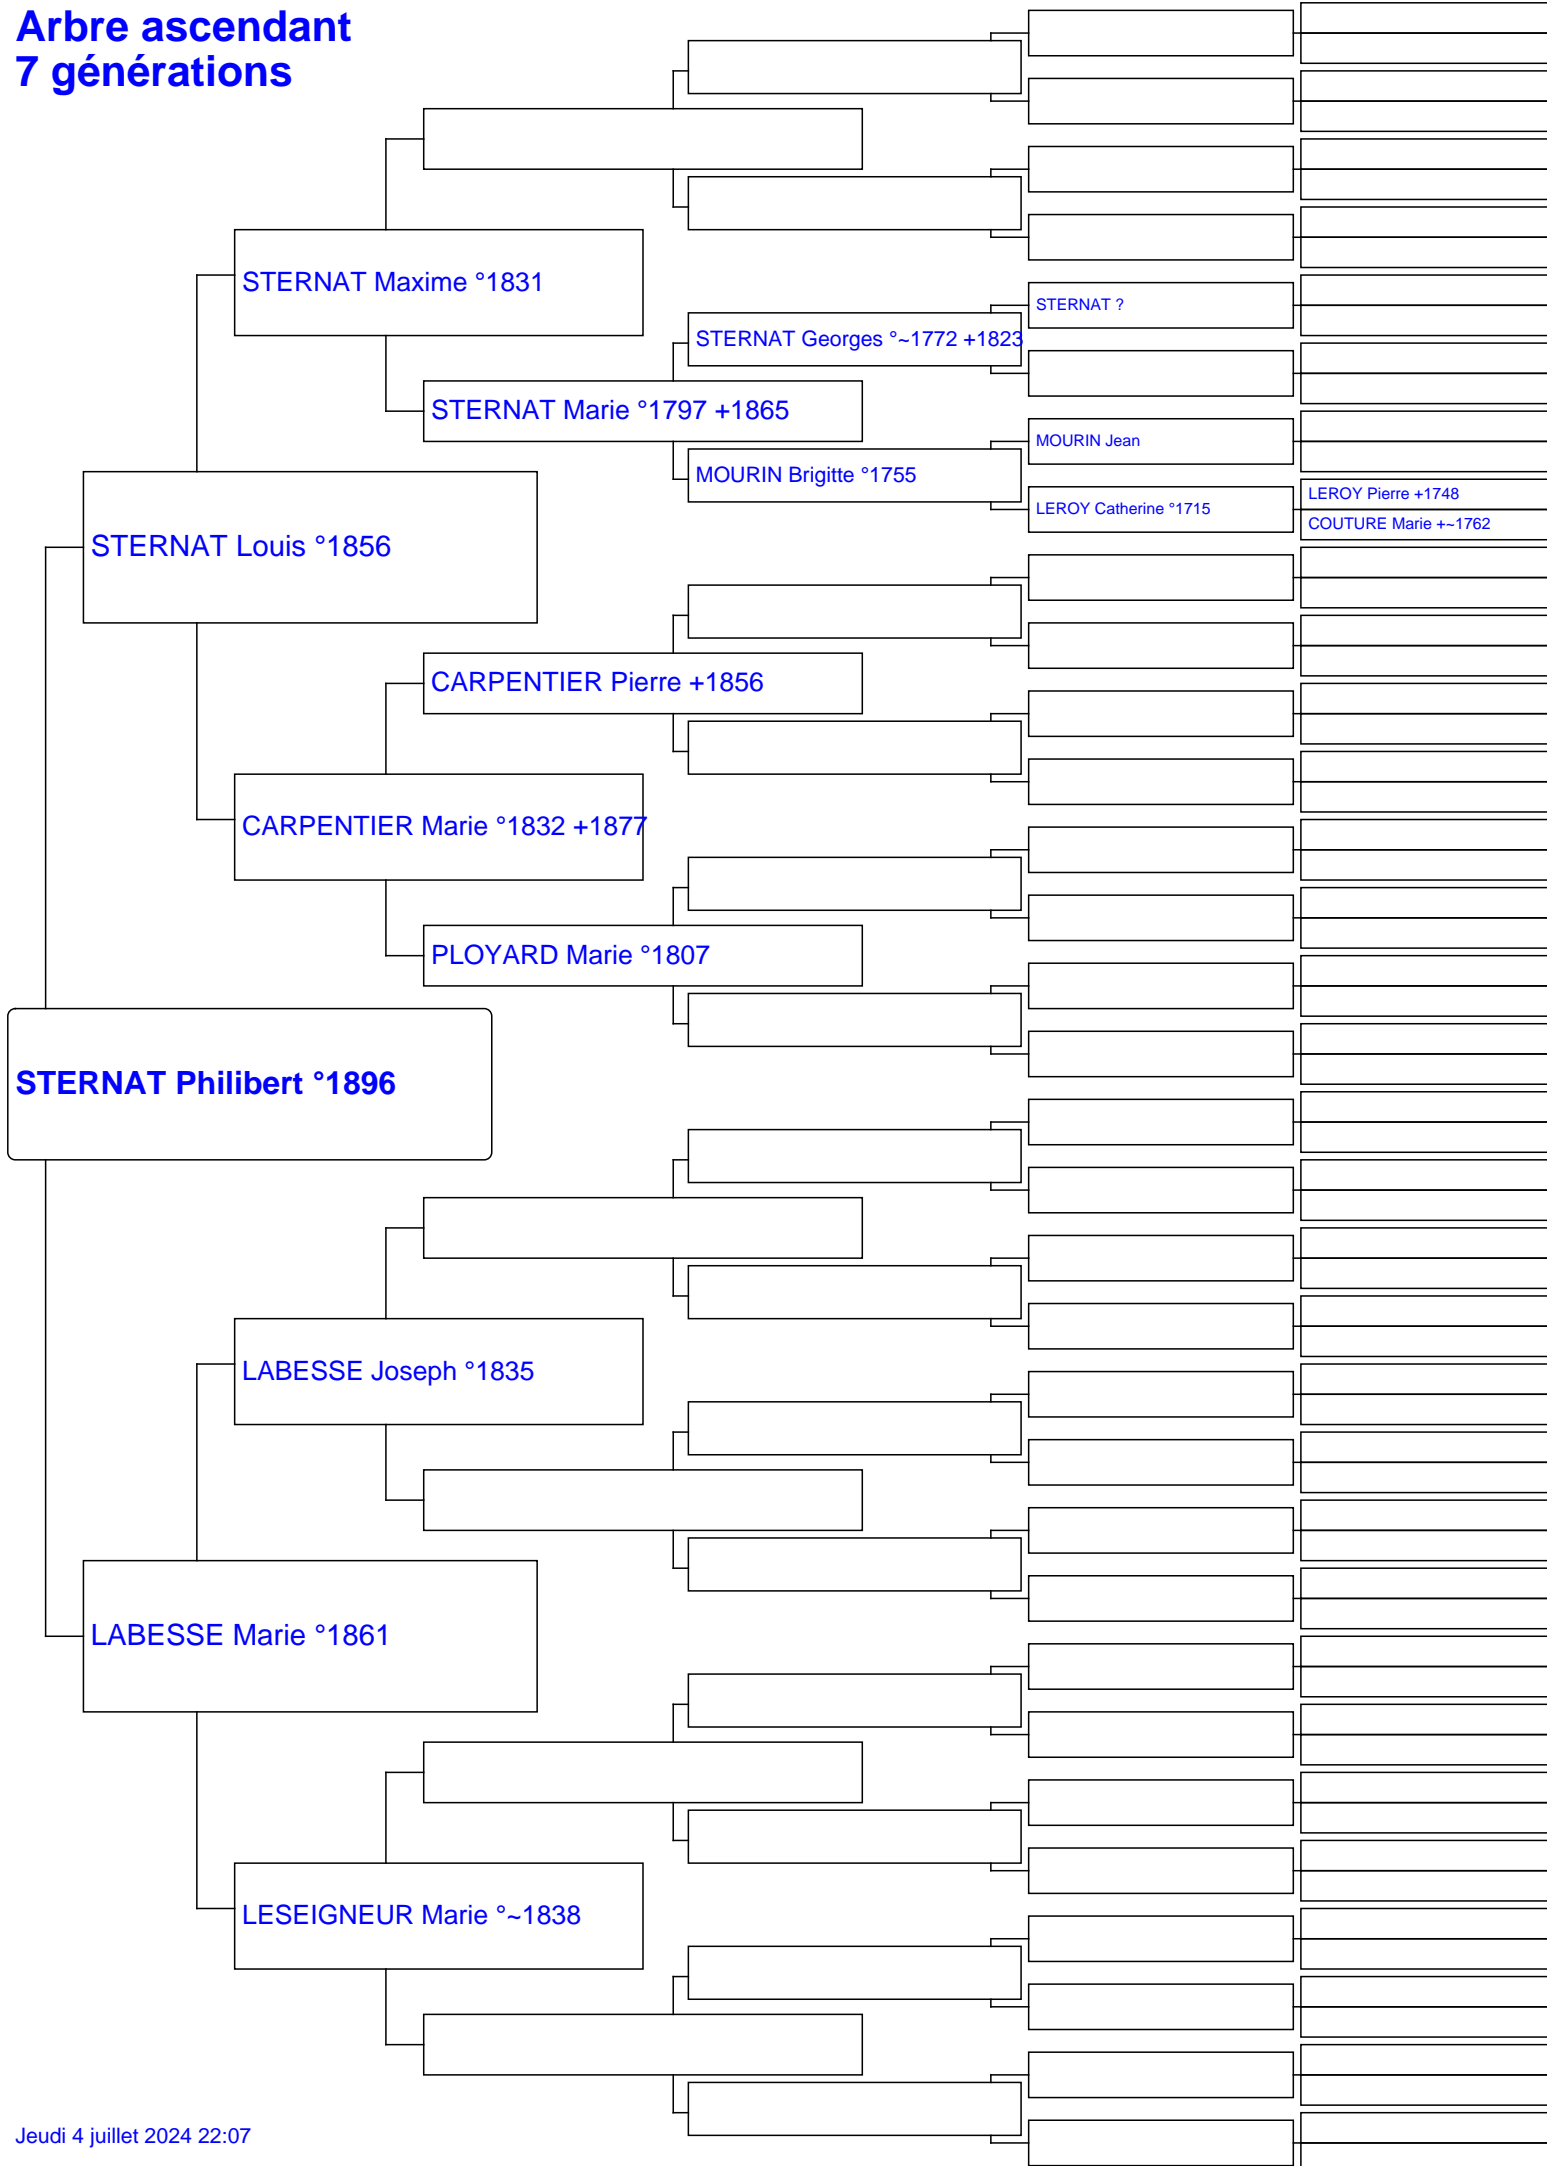 Arbre ascendant
7 générations
STERNAT Maxime °1831
STERNAT ?
STERNAT Georges °~1772 +1823
STERNAT Marie °1797 +1865
MOURIN Jean
MOURIN Brigitte °1755
LEROY Pierre +1748
LEROY Catherine °1715
COUTURE Marie +~1762
STERNAT Louis °1856
CARPENTIER Pierre +1856
CARPENTIER Marie °1832 +1877
PLOYARD Marie °1807
STERNAT Philibert °1896
LABESSE Joseph °1835
LABESSE Marie °1861
LESEIGNEUR Marie °~1838
Jeudi 4 juillet 2024 22:07